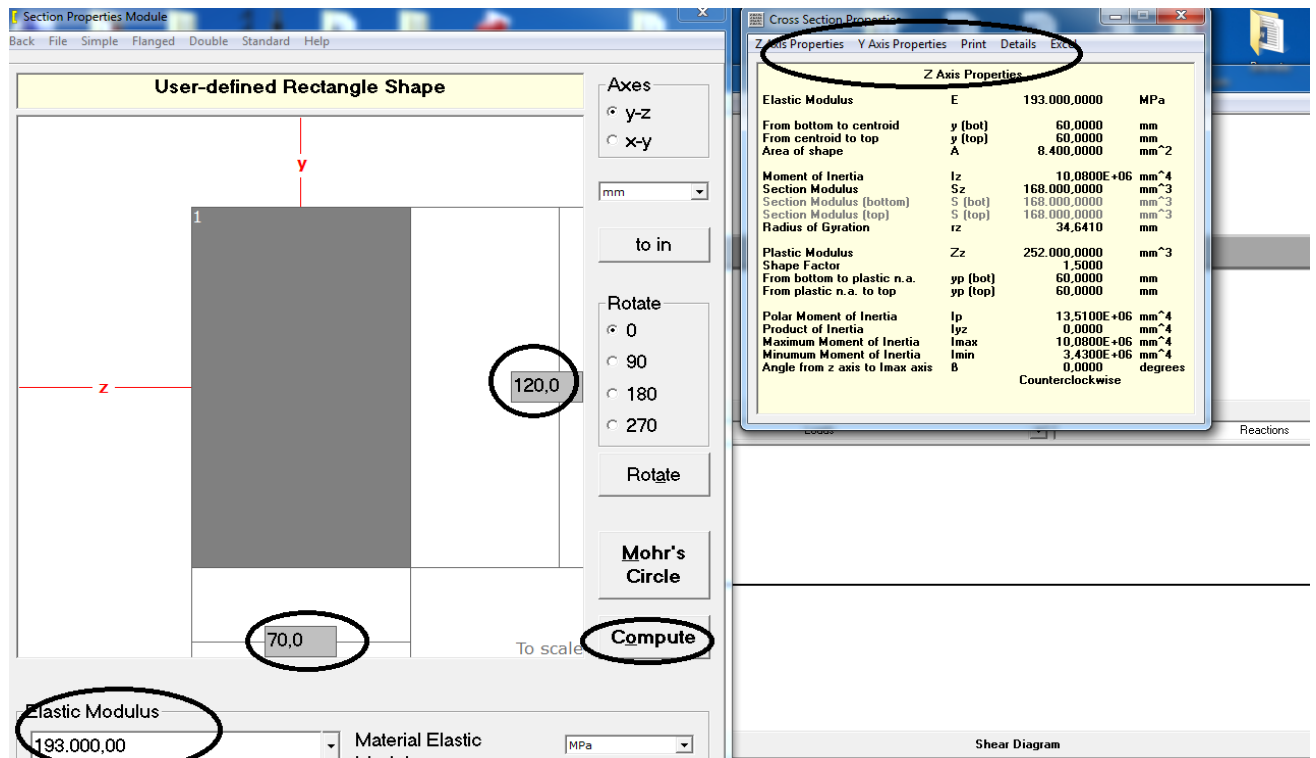 Section Properties Module
Back File Simple Flanged Double Standard Help
User-defined Rectangle Shape
y
1
z
120,0
70,0
To scale
Axes
y-z
x-y
mm
to in
Rotate
0
90
180
270
Rotate
Mohr's
Circle
Compute
Elastic Modulus
193.000,00
Material Elastic
MPa
Cross Section Properties
Z Axis Properties Y Axis Properties Print Details Excel
Z Axis Properties
Elastic Modulus E 193.000,0000 MPa
From bottom to centroid y (bot) 60,0000 mm
From centroid to top y (top) 60,0000 mm
Area of shape A 8.400,0000 mm^2
Moment of Inertia Iz 10,0800E+06 mm^4
Section Modulus Sz 168.000,0000 mm^3
Section Modulus (bottom) S (bot) 168.000,0000 mm^3
Section Modulus (top) S (top) 168.000,0000 mm^3
Radius of Gyration rz 34,6410 mm
Plastic Modulus Zz 252.000,0000 mm^3
Shape Factor 1,5000
From bottom to plastic n.a. yp (bot) 60,0000 mm
From plastic n.a. to top yp (top) 60,0000 mm
Polar Moment of Inertia Ip 13,5100E+06 mm^4
Product of Inertia Iyz 0,0000 mm^4
Maximum Moment of Inertia Imax 10,0800E+06 mm^4
Minumum Moment of Inertia Imin 3,4300E+06 mm^4
Angle from z axis to Imax axis β 0,0000 degrees
Counterclockwise
Loads
Reactions
Shear Diagram